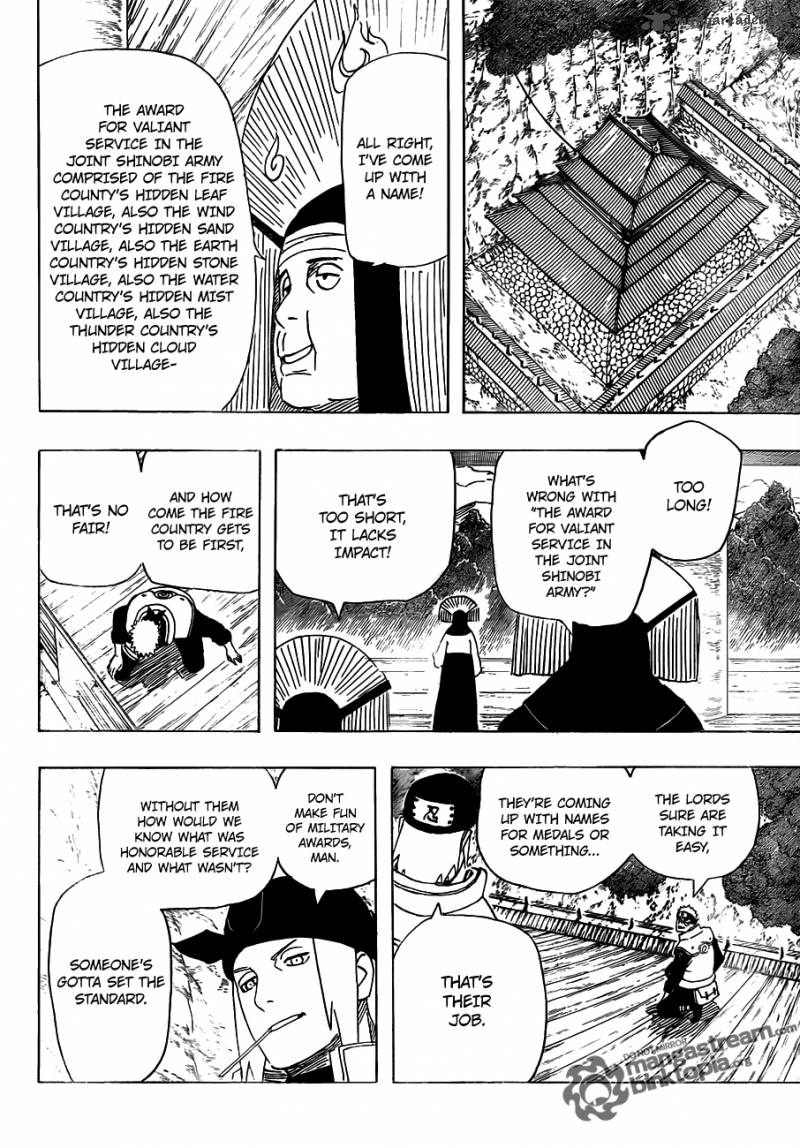 ALL RIGHT,
I'VE COME
UP WITH
A NAME!
THE AWARD
FOR VALIANT
SERVICE IN THE
JOINT SHINOBI ARMY
COMPRISED OF THE FIRE
COUNTY'S HIDDEN LEAF
VILLAGE, ALSO THE WIND
COUNTRY'S HIDDEN SAND
VILLAGE, ALSO THE EARTH
COUNTRY'S HIDDEN STONE
VILLAGE, ALSO THE WATER
COUNTRY'S HIDDEN MIST
VILLAGE, ALSO THE
THUNDER COUNTRY'S
HIDDEN CLOUD
VILLAGE-
TOO
LONG!
WHAT'S
WRONG WITH
"THE AWARD
FOR VALIANT
SERVICE IN
THE JOINT
SHINOBI
ARMY?"
THAT'S
TOO SHORT,
IT LACKS
IMPACT!
AND HOW
COME THE FIRE
COUNTRY GETS
TO BE FIRST,
THAT'S NO
FAIR!
THE LORDS
SURE ARE
TAKING IT
EASY,
THEY'RE COMING
UP WITH NAMES
FOR MEDALS OR
SOMETHING...
忍
THAT'S
THEIR
JOB.
DON'T
MAKE FUN
OF MILITARY
AWARDS,
MAN.
WITHOUT THEM
HOW WOULD WE
KNOW WHAT WAS
HONORABLE SERVICE
AND WHAT WASN'T?
SOMEONE'S
GOTTA SET THE
STANDARD.
DO NOT MIRROR
mangastream.com
binktopia.org